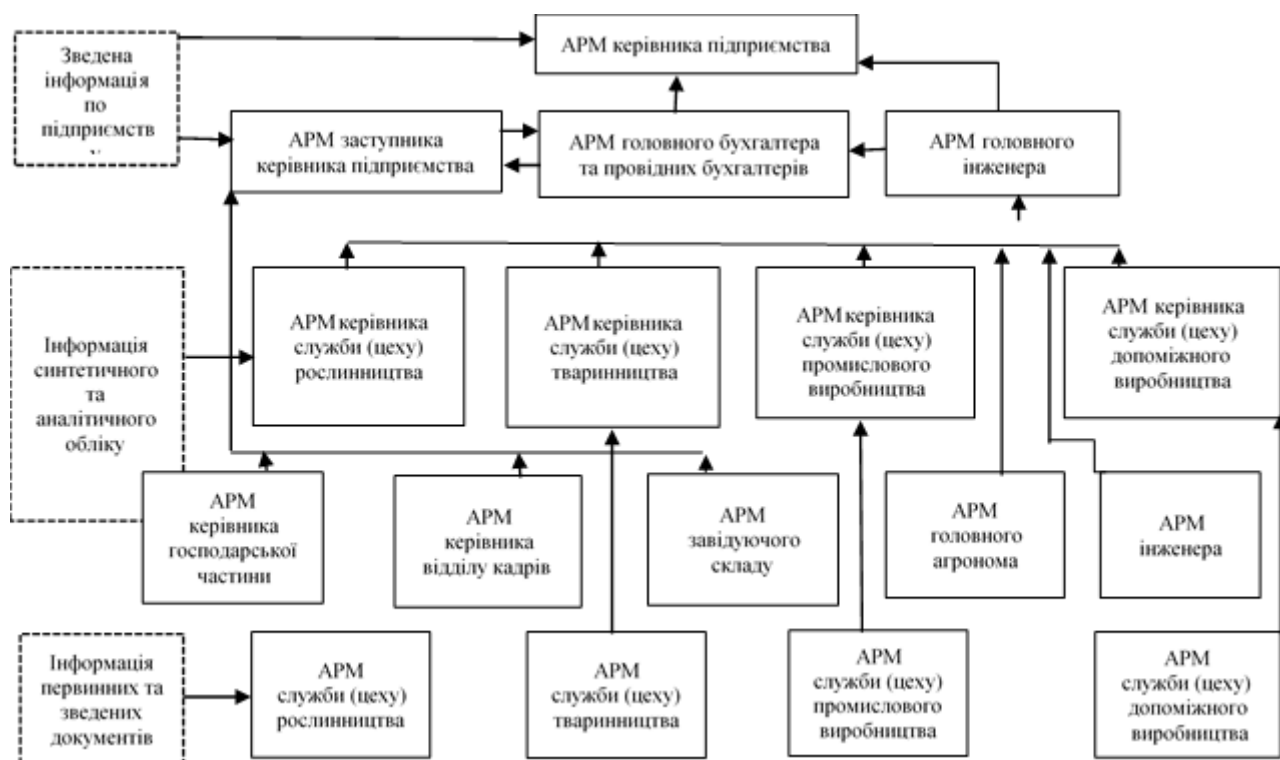 АРМ керівника підприємства
Зведена
інформація
по
підприємств
у
АРМ заступника
керівника підприємства
АРМ головного бухгалтера
та провідних бухгалтерів
АРМ головного
інженера
Інформація
синтетичного
та
аналітичного
обліку
АРМ керівника
служби (цеху)
рослинництва
АРМ керівника
служби (цеху)
тваринництва
АРМ керівника
служби (цеху)
промислового
виробництва
АРМ керівника
служби (цеху)
допоміжного
виробництва
АРМ
керівника
господарської
частини
АРМ
керівника
відділу кадрів
АРМ
завідуючого
складу
АРМ
головного
агронома
АРМ
інженера
Інформація
первинних та
зведених
документів
АРМ
служби (цеху)
рослинництва
АРМ
служби (цеху)
тваринництва
АРМ
служби (цеху)
промислового
виробництва
АРМ
служби (цеху)
допоміжного
виробництва